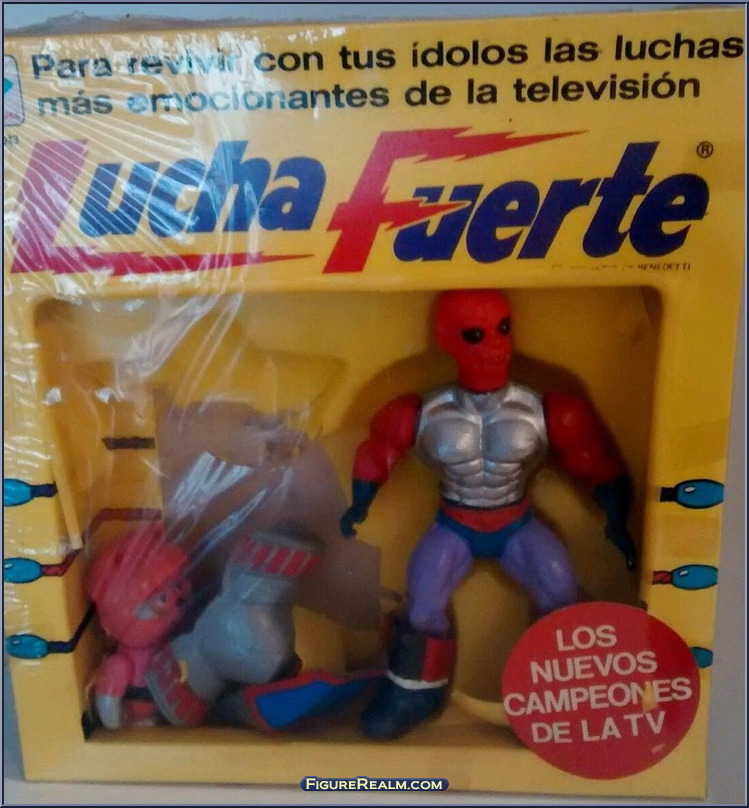 Para revivir con tus ídolos las luchas
más emocionantes de la televisión
Lucha Fuerte ®
BENEDETTI
LOS
NUEVOS
CAMPEONES
DE LA TV
FIGUREREALM.COM